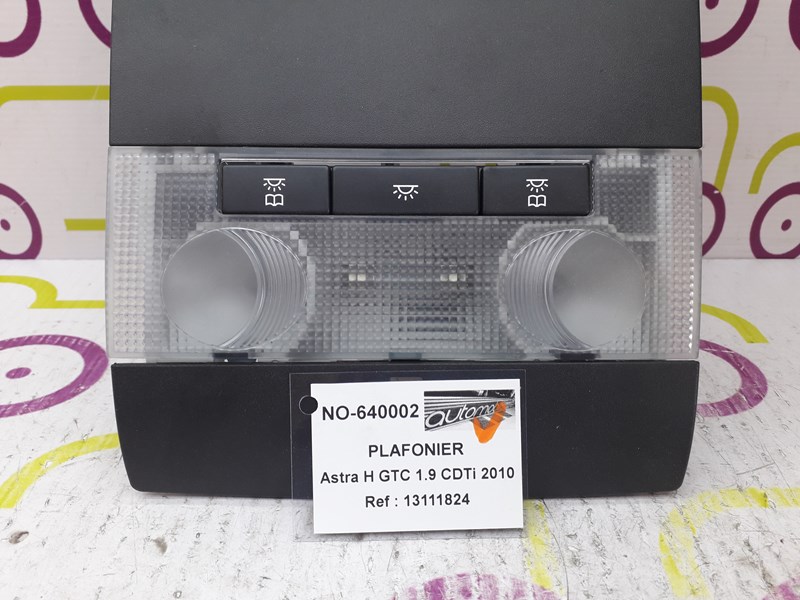 NO-640002
PLAFONIER
Astra H GTC 1.9 CDTi 2010
Ref : 13111824